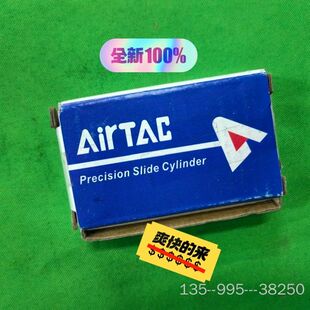 全新100%
AirTAC
Precision Slide Cylinder
爽快的来
$$$$$$
135--995---38250